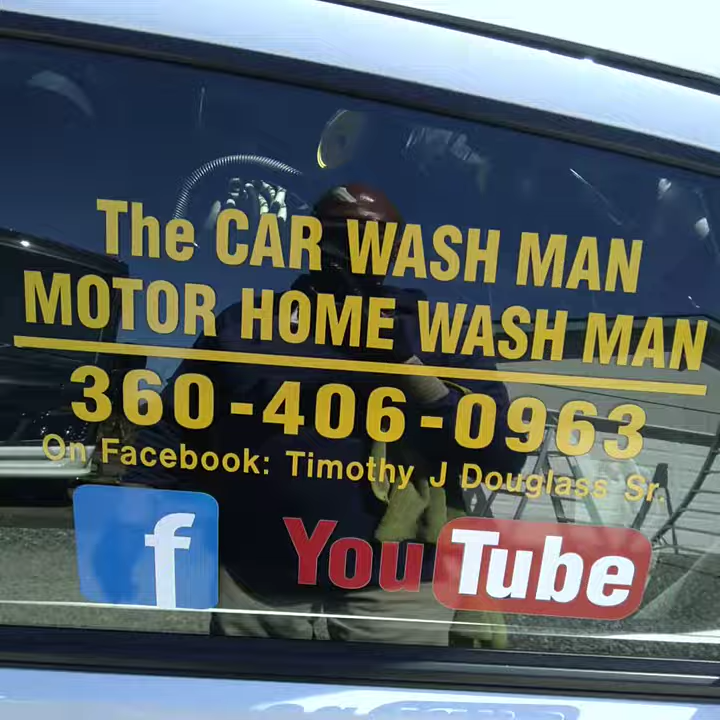 The CAR WASH MAN
MOTOR HOME WASH MAN
360-406-0963
On Facebook: Timothy J Douglass Sr.
f YouTube